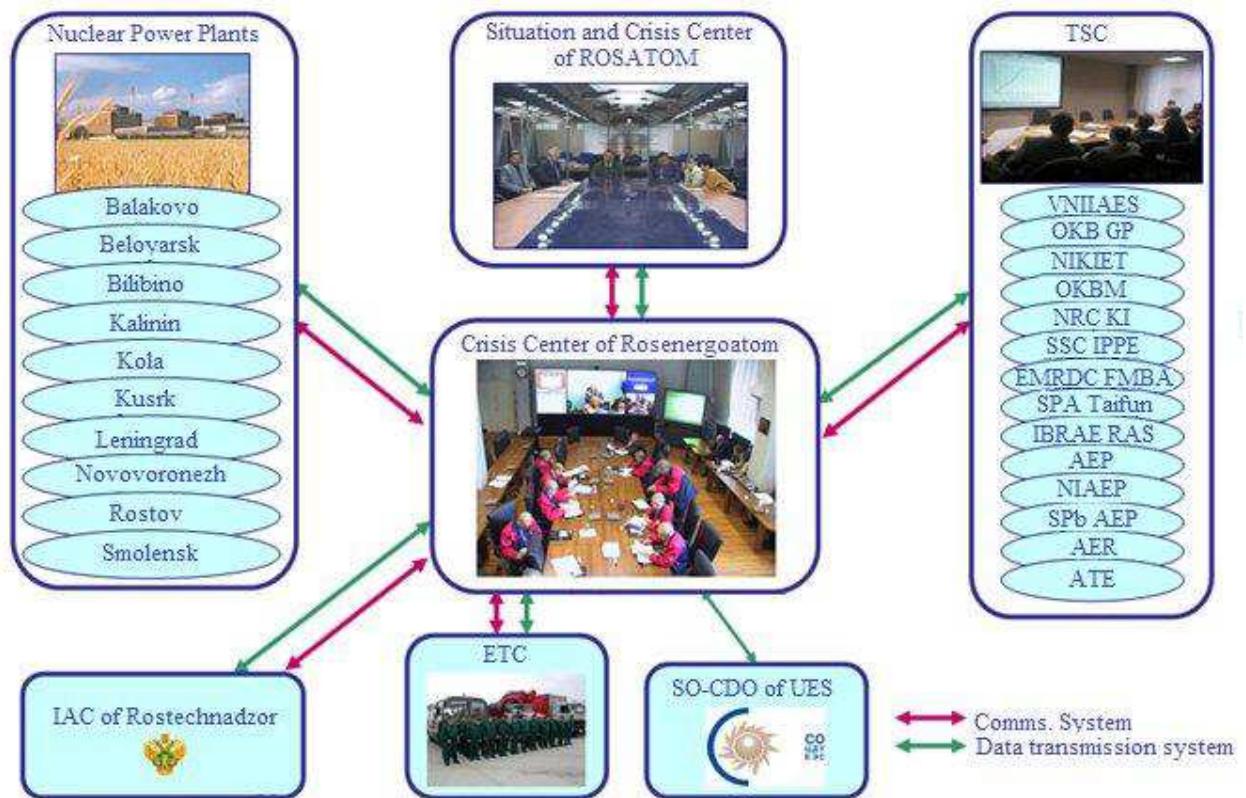 Nuclear Power Plants
Balakovo
Beloyarsk
Bilibino
Kalinin
Kola
Kusrk
Leningrad
Novovoronezh
Rostov
Smolensk
Situation and Crisis Center
of ROSATOM
TSC
VNIIAES
OKB GP
NIKIET
OKBM
NRC KI
SSC IPPE
EMRDC FMBA
SPA Taifun
IBRAE RAS
AEP
NIAEP
SPb AEP
AER
ATE
Crisis Center of Rosenergoatom
IAC of Rostechnadzor
ETC
SO-CDO of UES
СО
Comms. System
Data transmission system